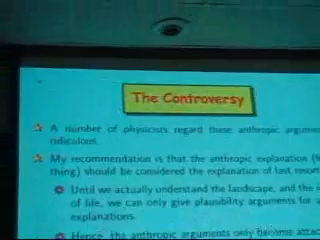 The Controversy
A number of physicists regard these anthropic
ridiculous.
My recommendation is that the anthropic explanation
thing) should be considered the explanation of last
Until we actually understand the landscape, and the
of life, we can only give plausibility arguments for
explanations.
Hence, the anthropic arguments only become